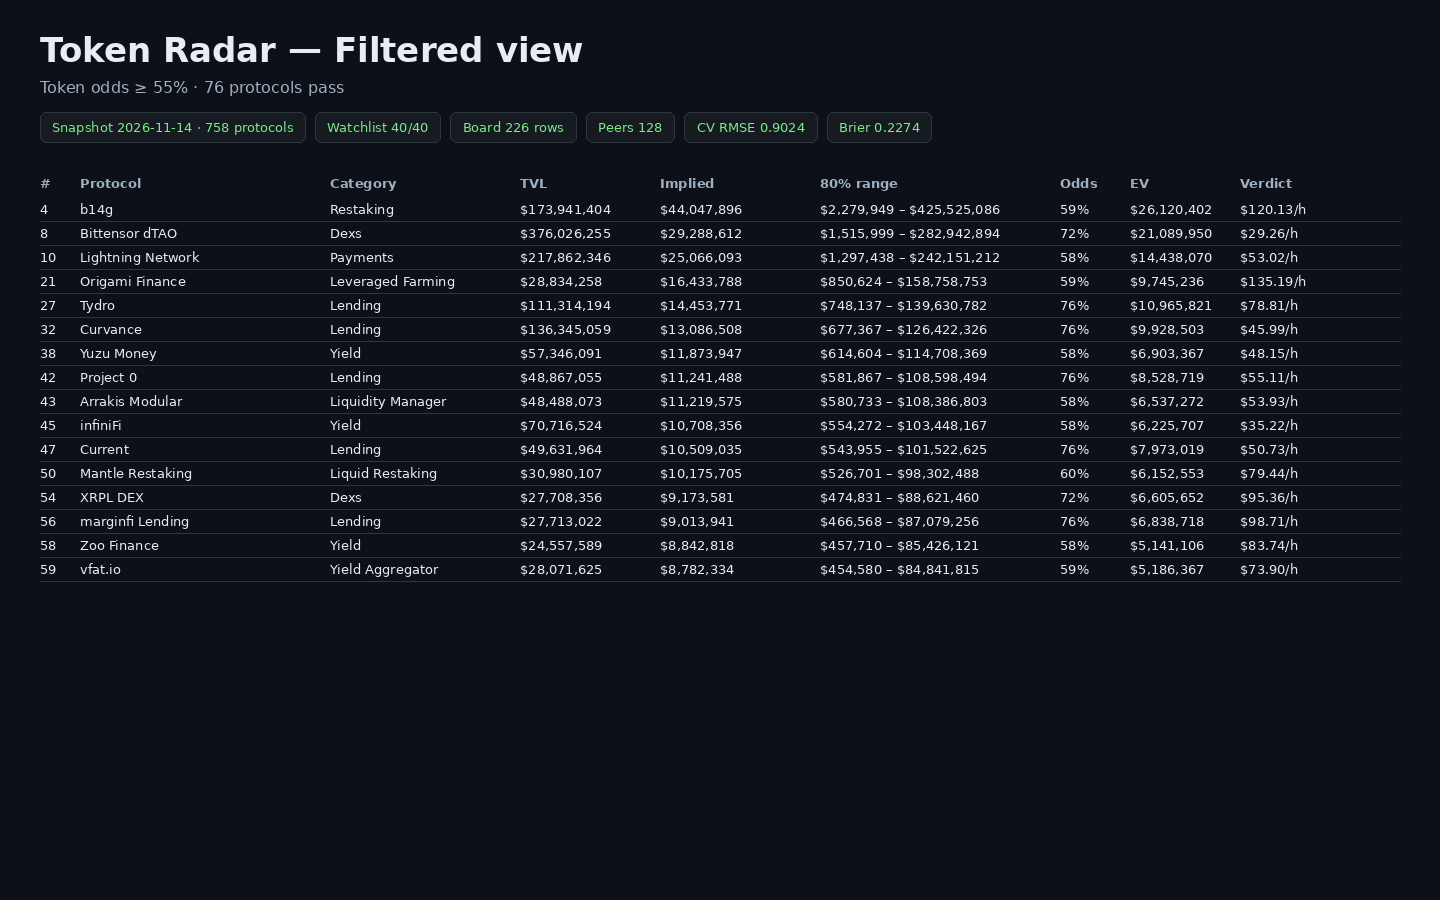 Token Radar — Filtered view
Token odds ≥ 55% · 76 protocols pass
Snapshot 2026-11-14 · 758 protocols Watchlist 40/40 Board 226 rows Peers 128 CV RMSE 0.9024 Brier 0.2274
# Protocol Category TVL Implied 80% range Odds EV Verdict
4 b14g Restaking $173,941,404 $44,047,896 $2,279,949 – $425,525,086 59% $26,120,402 $120.13/h
8 Bittensor dTAO Dexs $376,026,255 $29,288,612 $1,515,999 – $282,942,894 72% $21,089,950 $29.26/h
10 Lightning Network Payments $217,862,346 $25,066,093 $1,297,438 – $242,151,212 58% $14,438,070 $53.02/h
21 Origami Finance Leveraged Farming $28,834,258 $16,433,788 $850,624 – $158,758,753 59% $9,745,236 $135.19/h
27 Tydro Lending $111,314,194 $14,453,771 $748,137 – $139,630,782 76% $10,965,821 $78.81/h
32 Curvance Lending $136,345,059 $13,086,508 $677,367 – $126,422,326 76% $9,928,503 $45.99/h
38 Yuzu Money Yield $57,346,091 $11,873,947 $614,604 – $114,708,369 58% $6,903,367 $48.15/h
42 Project 0 Lending $48,867,055 $11,241,488 $581,867 – $108,598,494 76% $8,528,719 $55.11/h
43 Arrakis Modular Liquidity Manager $48,488,073 $11,219,575 $580,733 – $108,386,803 58% $6,537,272 $53.93/h
45 infiniFi Yield $70,716,524 $10,708,356 $554,272 – $103,448,167 58% $6,225,707 $35.22/h
47 Current Lending $49,631,964 $10,509,035 $543,955 – $101,522,625 76% $7,973,019 $50.73/h
50 Mantle Restaking Liquid Restaking $30,980,107 $10,175,705 $526,701 – $98,302,488 60% $6,152,553 $79.44/h
54 XRPL DEX Dexs $27,708,356 $9,173,581 $474,831 – $88,621,460 72% $6,605,652 $95.36/h
56 marginfi Lending Lending $27,713,022 $9,013,941 $466,568 – $87,079,256 76% $6,838,718 $98.71/h
58 Zoo Finance Yield $24,557,589 $8,842,818 $457,710 – $85,426,121 58% $5,141,106 $83.74/h
59 vfat.io Yield Aggregator $28,071,625 $8,782,334 $454,580 – $84,841,815 59% $5,186,367 $73.90/h